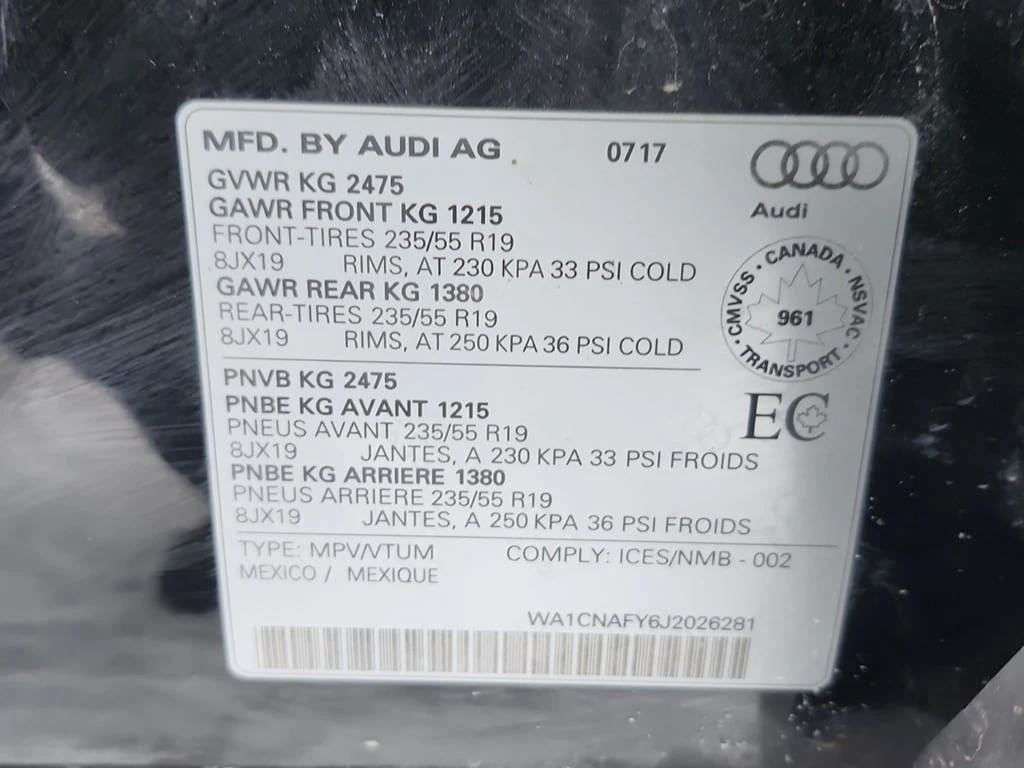 MFD. BY AUDI AG 0717
Audi
GVWR KG 2475
GAWR FRONT KG 1215
FRONT-TIRES 235/55 R19
8JX19 RIMS, AT 230 KPA 33 PSI COLD
GAWR REAR KG 1380
REAR-TIRES 235/55 R19
8JX19 RIMS, AT 250 KPA 36 PSI COLD
· CANADA · NSVAC · TRANSPORT · CMVSS
961
EC
PNVB KG 2475
PNBE KG AVANT 1215
PNEUS AVANT 235/55 R19
8JX19 JANTES, A 230 KPA 33 PSI FROIDS
PNBE KG ARRIERE 1380
PNEUS ARRIERE 235/55 R19
8JX19 JANTES, A 250 KPA 36 PSI FROIDS
TYPE: MPV/VTUM COMPLY: ICES/NMB - 002
MEXICO / MEXIQUE
WA1CNAFY6J2026281